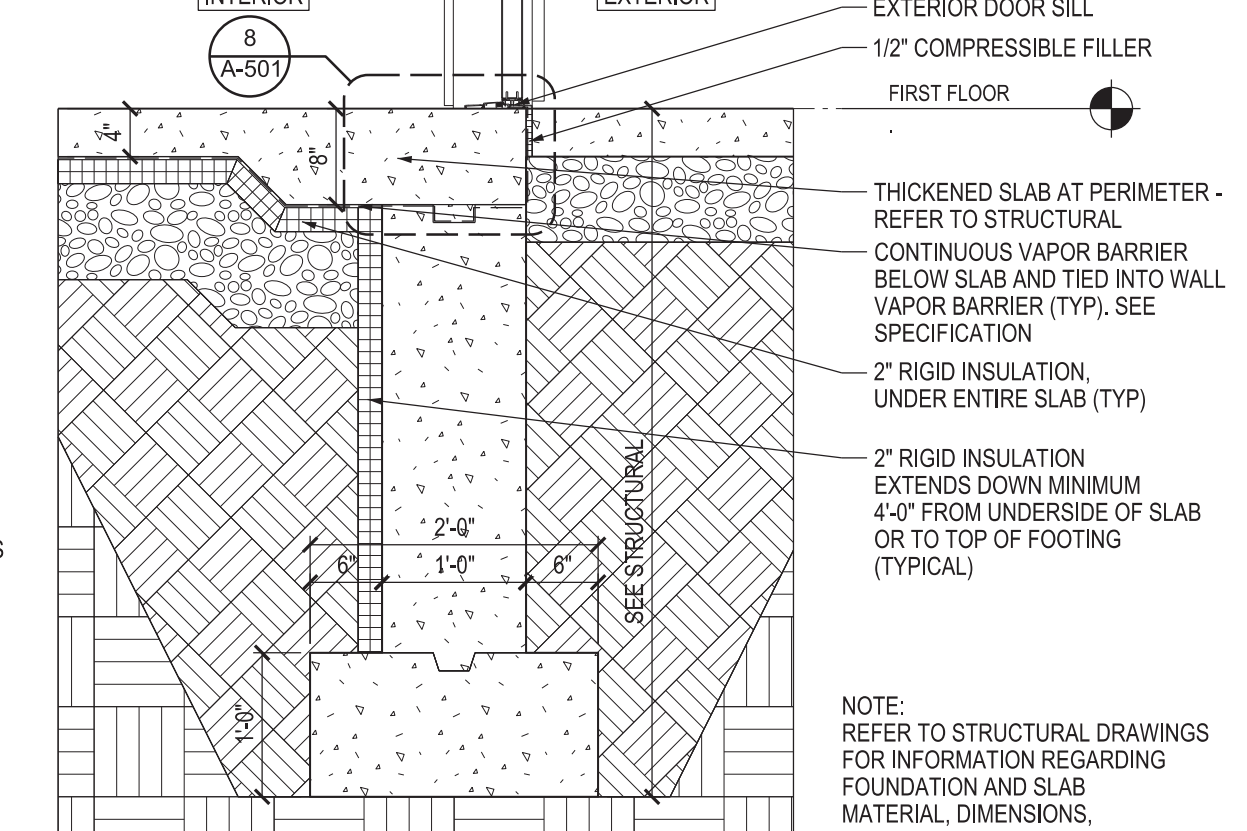 INTERIOR
EXTERIOR
EXTERIOR DOOR SILL
8
A-501
1/2" COMPRESSIBLE FILLER
FIRST FLOOR
.
4"
8"
THICKENED SLAB AT PERIMETER -
REFER TO STRUCTURAL
CONTINUOUS VAPOR BARRIER
BELOW SLAB AND TIED INTO WALL
VAPOR BARRIER (TYP). SEE
SPECIFICATION
2" RIGID INSULATION,
UNDER ENTIRE SLAB (TYP)
2" RIGID INSULATION
EXTENDS DOWN MINIMUM
4'-0" FROM UNDERSIDE OF SLAB
OR TO TOP OF FOOTING
(TYPICAL)
SEE STRUCTURAL
2'-0"
6"
1'-0"
6"
S
1'-0"
NOTE:
REFER TO STRUCTURAL DRAWINGS
FOR INFORMATION REGARDING
FOUNDATION AND SLAB
MATERIAL, DIMENSIONS,